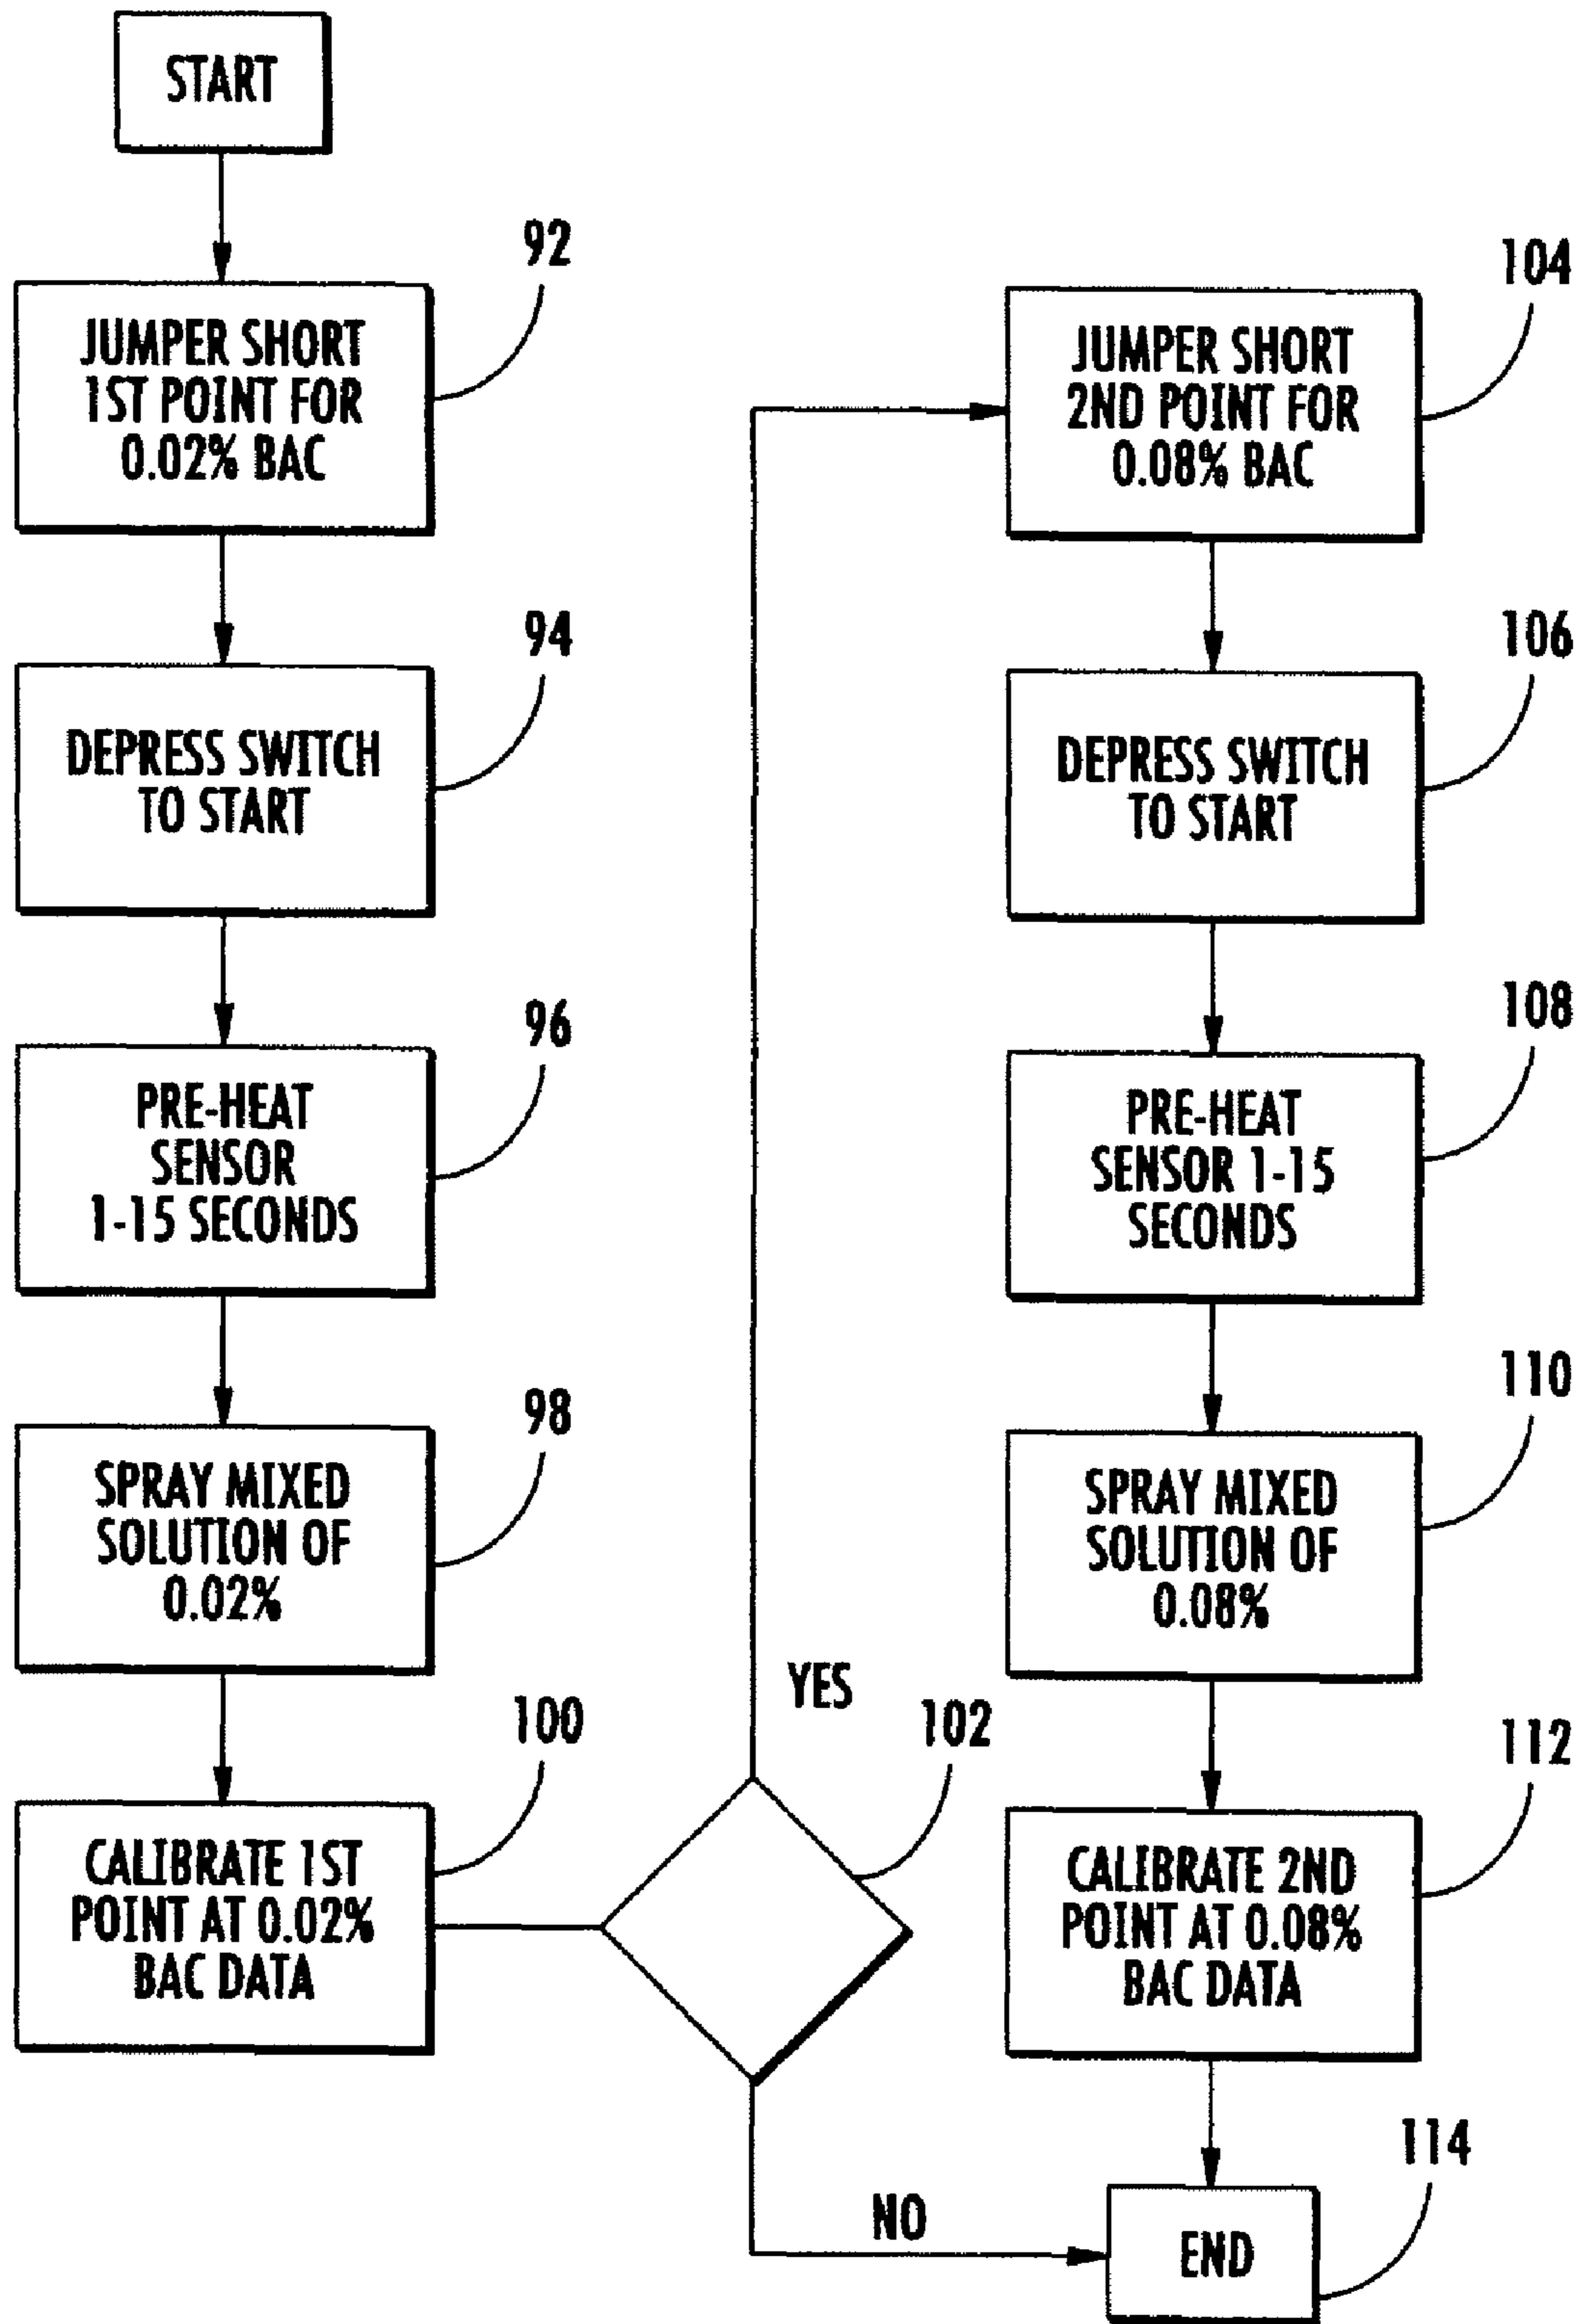 START
92
JUMPER SHORT
1ST POINT FOR
0.02% BAC
94
DEPRESS SWITCH
TO START
96
PRE-HEAT
SENSOR
1-15 SECONDS
98
SPRAY MIXED
SOLUTION OF
0.02%
100
CALIBRATE 1ST
POINT AT 0.02%
BAC DATA
102
YES
NO
104
JUMPER SHORT
2ND POINT FOR
0.08% BAC
106
DEPRESS SWITCH
TO START
108
PRE-HEAT
SENSOR 1-15
SECONDS
110
SPRAY MIXED
SOLUTION OF
0.08%
112
CALIBRATE 2ND
POINT AT 0.08%
BAC DATA
114
END